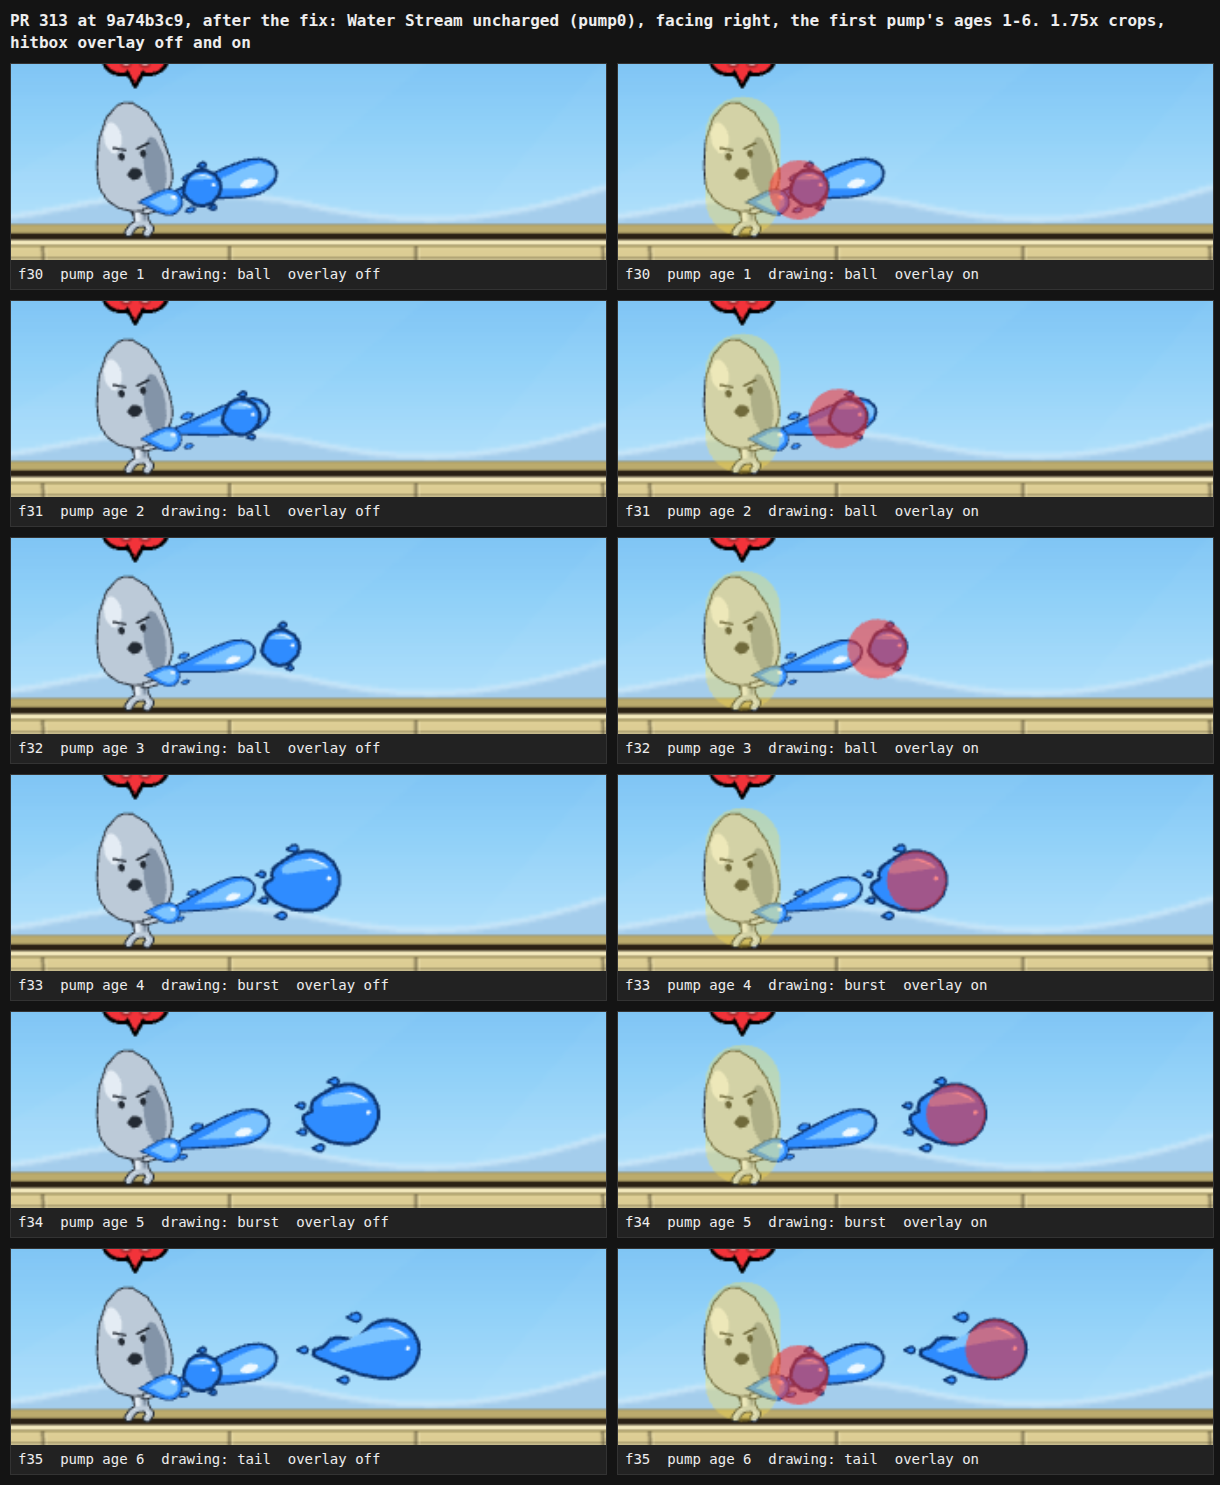 PR 313 at 9a74b3c9, after the fix: Water Stream uncharged (pump0), facing right, the first pump's ages 1-6. 1.75x crops,
hitbox overlay off and on
f30  pump age 1  drawing: ball  overlay off
f30  pump age 1  drawing: ball  overlay on
f31  pump age 2  drawing: ball  overlay off
f31  pump age 2  drawing: ball  overlay on
f32  pump age 3  drawing: ball  overlay off
f32  pump age 3  drawing: ball  overlay on
f33  pump age 4  drawing: burst  overlay off
f33  pump age 4  drawing: burst  overlay on
f34  pump age 5  drawing: burst  overlay off
f34  pump age 5  drawing: burst  overlay on
f35  pump age 6  drawing: tail  overlay off
f35  pump age 6  drawing: tail  overlay on